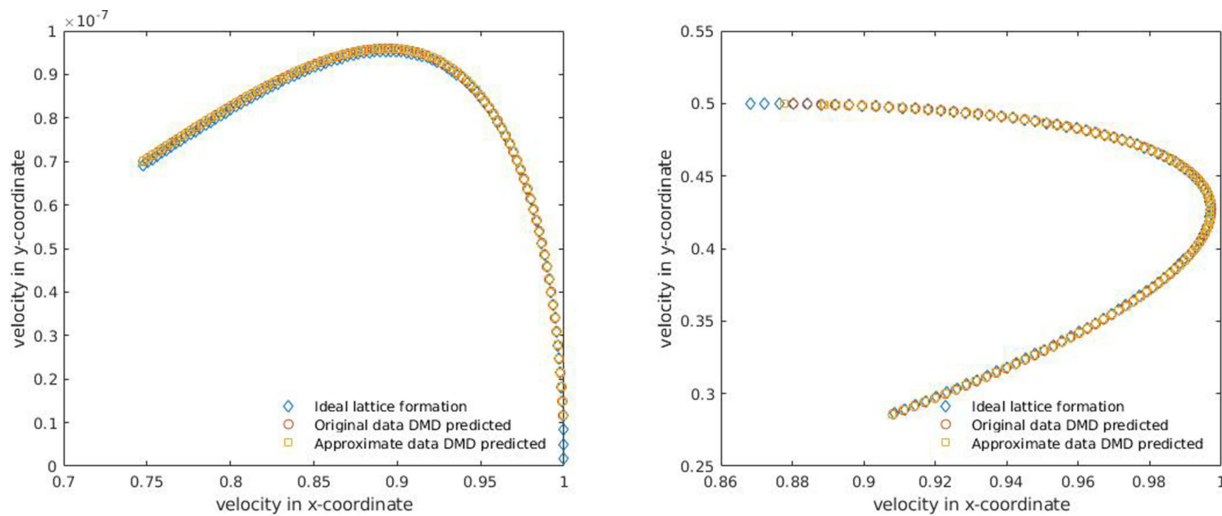 ×10⁻⁷
1
0.9
0.8
0.7
0.6
0.5
0.4
0.3
0.2
0.1
0
velocity in y-coordinate
Ideal lattice formation
Original data DMD predicted
Approximate data DMD predicted
0.7 0.75 0.8 0.85 0.9 0.95 1
velocity in x-coordinate
0.55
0.5
0.45
0.4
0.35
0.3
0.25
velocity in y-coordinate
Ideal lattice formation
Original data DMD predicted
Approximate data DMD predicted
0.86 0.88 0.9 0.92 0.94 0.96 0.98 1
velocity in x-coordinate